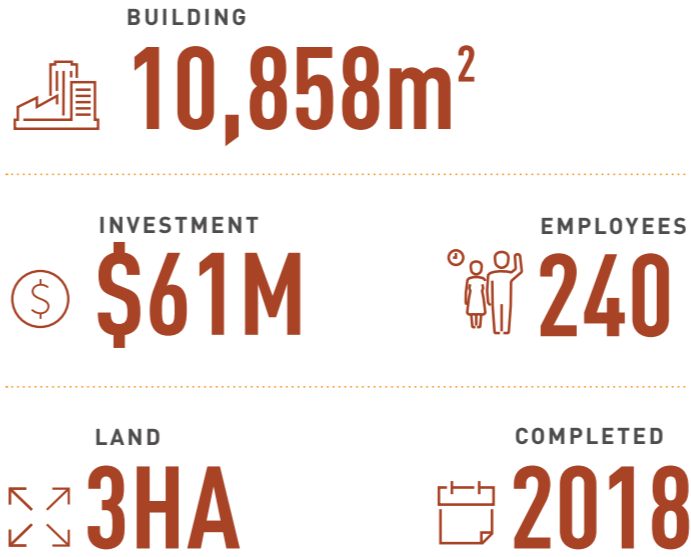 BUILDING
10,858m²
INVESTMENT
$61M
EMPLOYEES
240
LAND
3HA
COMPLETED
2018